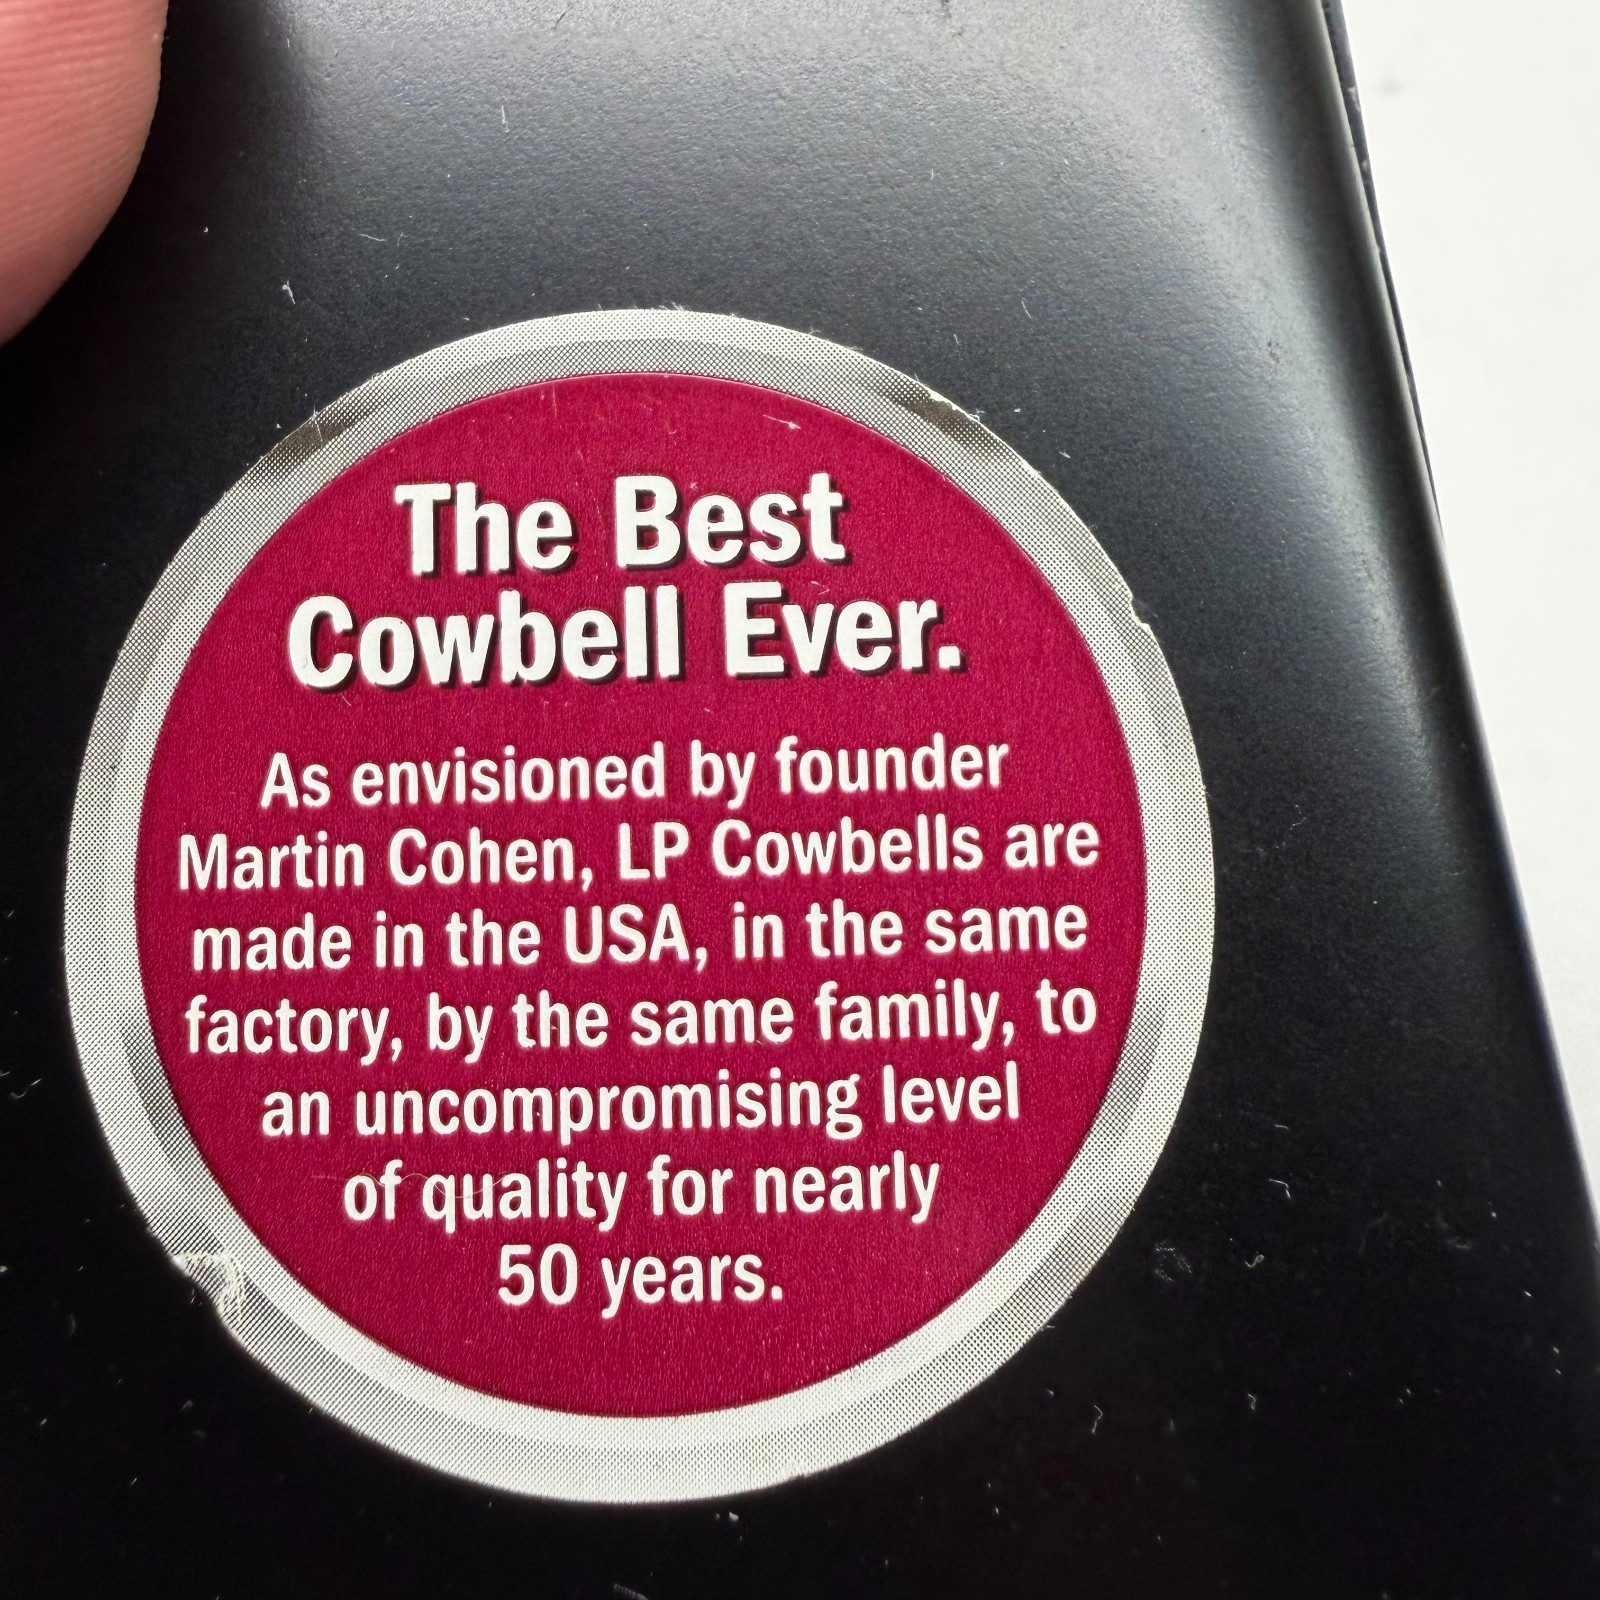 The Best
Cowbell Ever.
As envisioned by founder
Martin Cohen, LP Cowbells are
made in the USA, in the same
factory, by the same family, to
an uncompromising level
of quality for nearly
50 years.